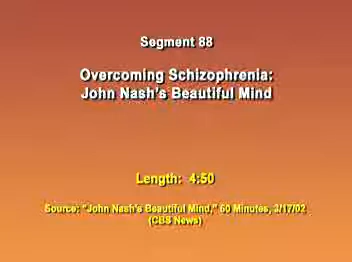 Segment 88
Overcoming Schizophrenia:
John Nash's Beautiful Mind
Length: 4:50
Source: "John Nash's Beautiful Mind," 60 Minutes, 3/17/02
(CBS News)